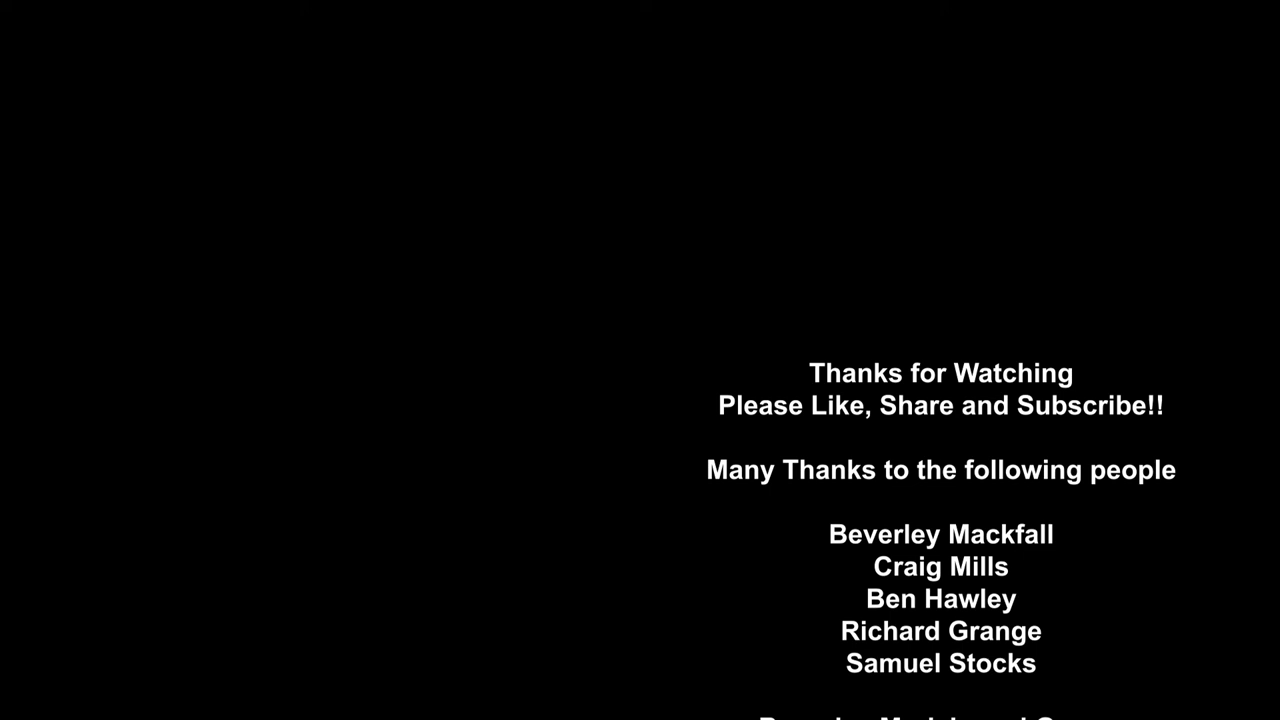 Thanks for Watching
Please Like, Share and Subscribe!!
Many Thanks to the following people
Beverley Mackfall
Craig Mills
Ben Hawley
Richard Grange
Samuel Stocks